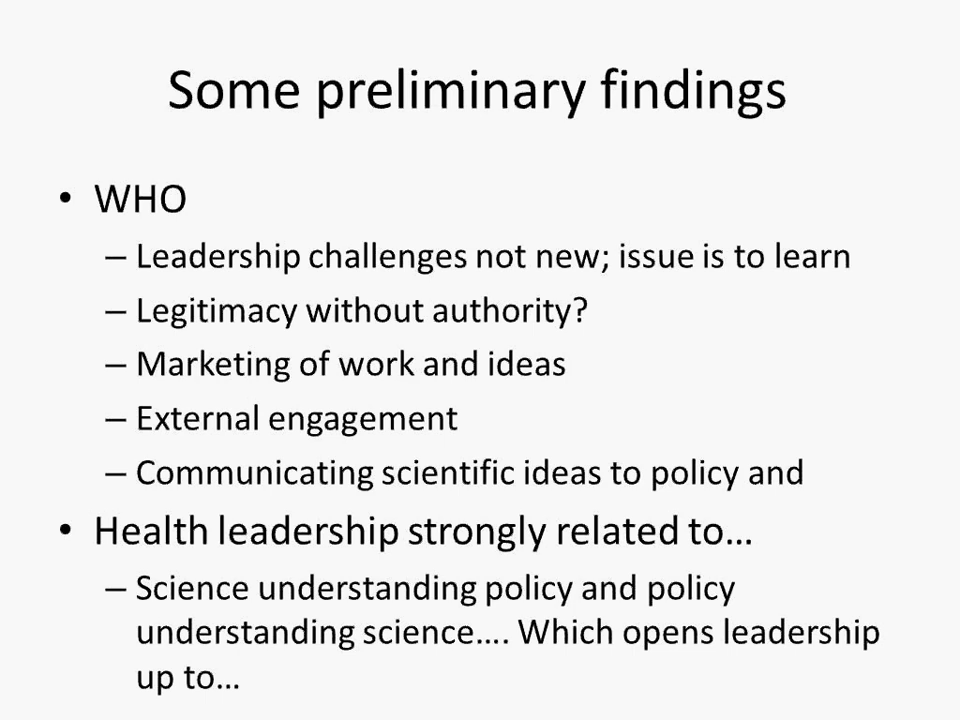 Some preliminary findings
• WHO
– Leadership challenges not new; issue is to learn
– Legitimacy without authority?
– Marketing of work and ideas
– External engagement
– Communicating scientific ideas to policy and
• Health leadership strongly related to…
– Science understanding policy and policy
understanding science…. Which opens leadership
up to…